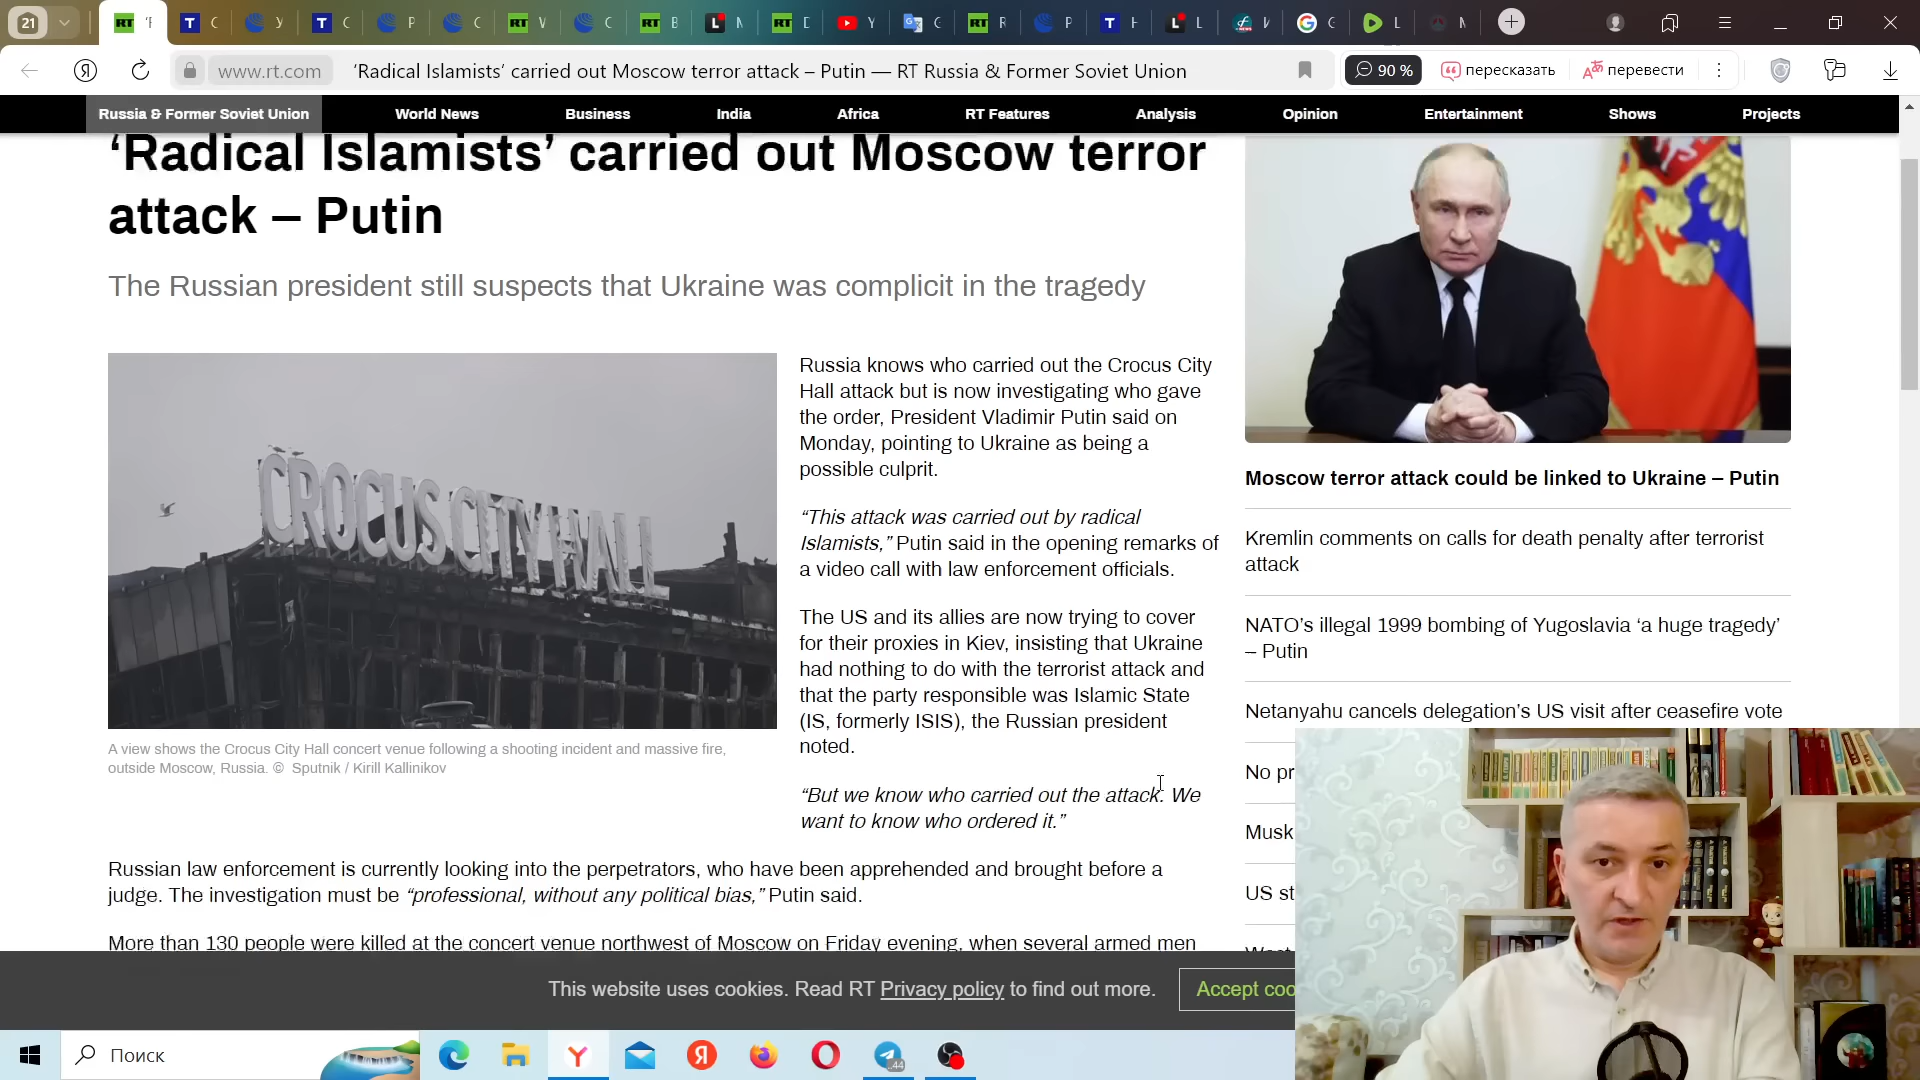 21
RT
T C
У
T C
P
C
RT V
C
RT B
L N
RT D
Y
C
RT R
P
T H
L L
NEWS V
G G
L
N
www.rt.com
‘Radical Islamists’ carried out Moscow terror attack – Putin — RT Russia & Former Soviet Union
90 %
пересказать
перевести
Russia & Former Soviet Union
World News
Business
India
Africa
RT Features
Analysis
Opinion
Entertainment
Shows
Projects
‘Radical Islamists’ carried out Moscow terror
attack – Putin
The Russian president still suspects that Ukraine was complicit in the tragedy
CROCUS CITY HALL
A view shows the Crocus City Hall concert venue following a shooting incident and massive fire,
outside Moscow, Russia. © Sputnik / Kirill Kallinikov
Russia knows who carried out the Crocus City
Hall attack but is now investigating who gave
the order, President Vladimir Putin said on
Monday, pointing to Ukraine as being a
possible culprit.
“This attack was carried out by radical
Islamists,” Putin said in the opening remarks of
a video call with law enforcement officials.
The US and its allies are now trying to cover
for their proxies in Kiev, insisting that Ukraine
had nothing to do with the terrorist attack and
that the party responsible was Islamic State
(IS, formerly ISIS), the Russian president
noted.
“But we know who carried out the attack. We
want to know who ordered it.”
Russian law enforcement is currently looking into the perpetrators, who have been apprehended and brought before a
judge. The investigation must be “professional, without any political bias,” Putin said.
More than 130 people were killed at the concert venue northwest of Moscow on Friday evening, when several armed men
Moscow terror attack could be linked to Ukraine – Putin
Kremlin comments on calls for death penalty after terrorist
attack
NATO’s illegal 1999 bombing of Yugoslavia ‘a huge tragedy’
– Putin
Netanyahu cancels delegation’s US visit after ceasefire vote
No pr
Musk
US st
This website uses cookies. Read RT Privacy policy to find out more.
Accept coo
Поиск
44